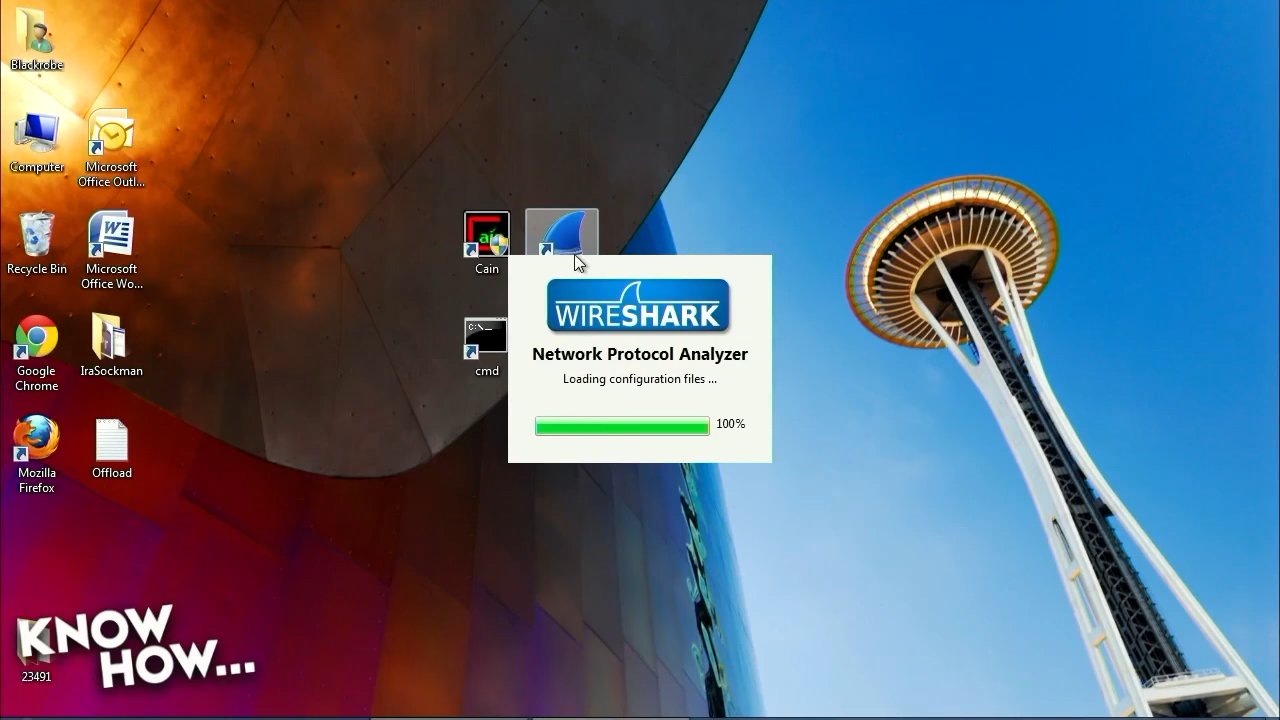 Blackrobe
Computer
Microsoft
Office Outl...
Recycle Bin
Microsoft
Office Wo...
Google
Chrome
IraSockman
Mozilla
Firefox
Offload
23491
Cain
C:\_
cmd
WIRESHARK
Network Protocol Analyzer
Loading configuration files ...
100%
KNOW
HOW...